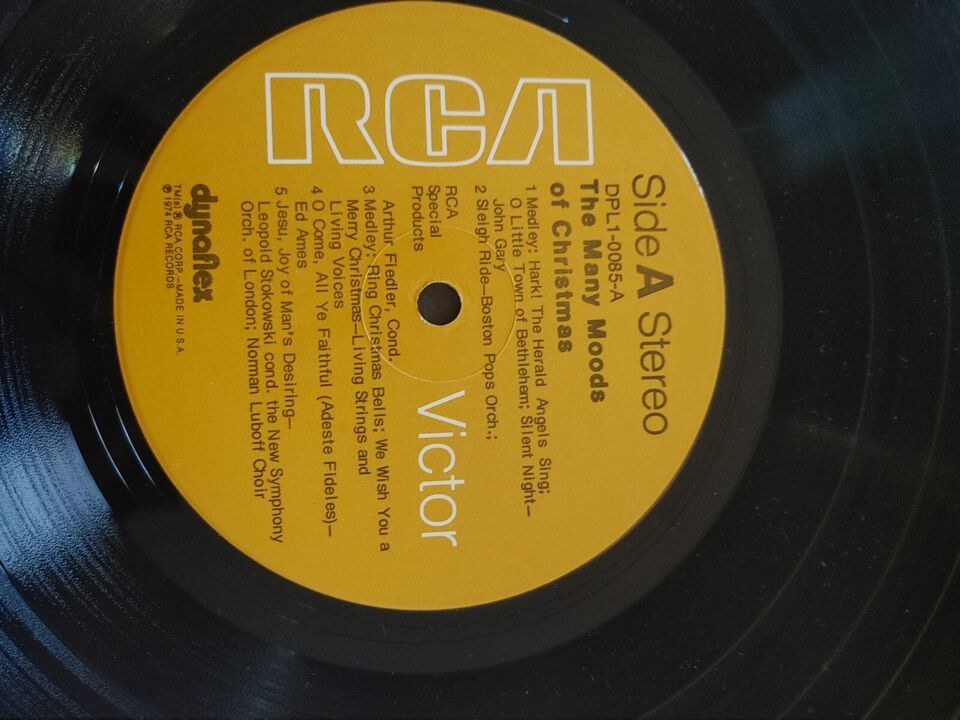 RCA
Victor
Side A Stereo
DPL1-0085-A
The Many Moods
of Christmas
1 Medley: Hark! The Herald Angels Sing;
O Little Town of Bethlehem; Silent Night—
John Gary
2 Sleigh Ride—Boston Pops Orch.;
RCA
Special
Products
Arthur Fiedler, Cond.
3 Medley: Ring Christmas Bells; We Wish You a
Merry Christmas—Living Strings and
Living Voices
4 O Come, All Ye Faithful (Adeste Fideles)—
Ed Ames
5 Jesu, Joy of Man's Desiring—
Leopold Stokowski cond. the New Symphony
Orch. of London; Norman Luboff Choir
dynaflex
TM(s) ® RCA CORP.—MADE IN U.S.A.
℗ 1974 RCA RECORDS